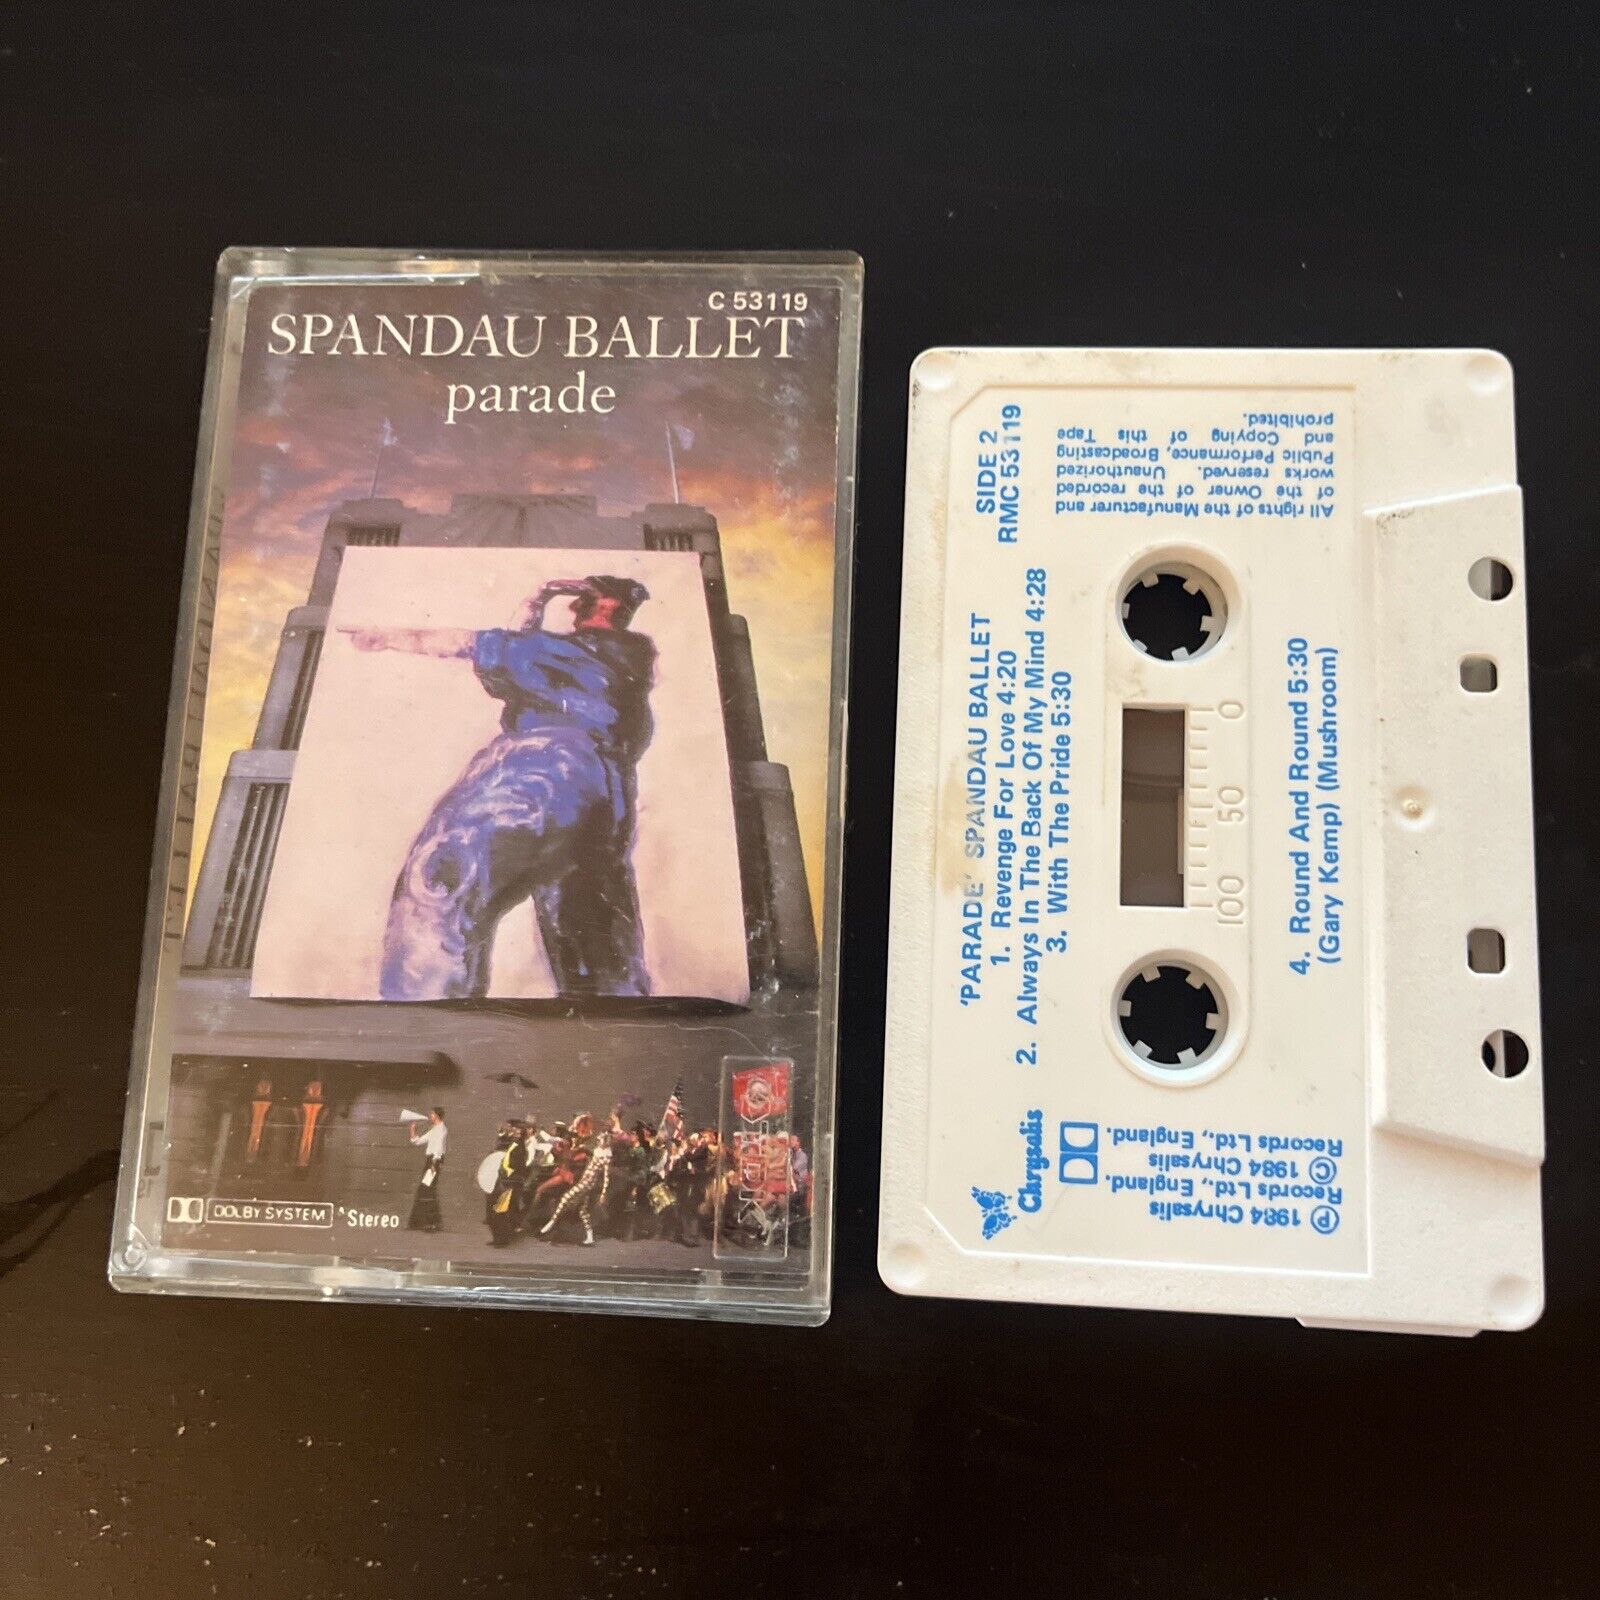 C 53119
SPANDAU BALLET
parade
DOLBY SYSTEM
Stereo
SIDE 2
RMC 53119
'PARADE' SPANDAU BALLET
1. Revenge For Love 4:20
2. Always In The Back Of My Mind 4:28
3. With The Pride 5:30
4. Round And Round 5:30
(Gary Kemp) (Mushroom)
0
50
100
All rights of the Manufacturer and
of the Owner of the recorded
works reserved. Unauthorized
Public Performance, Broadcasting
and Copying of this Tape
prohibited.
Chrysalis
℗ 1984 Chrysalis
Records Ltd., England.
© 1984 Chrysalis
Records Ltd., England.